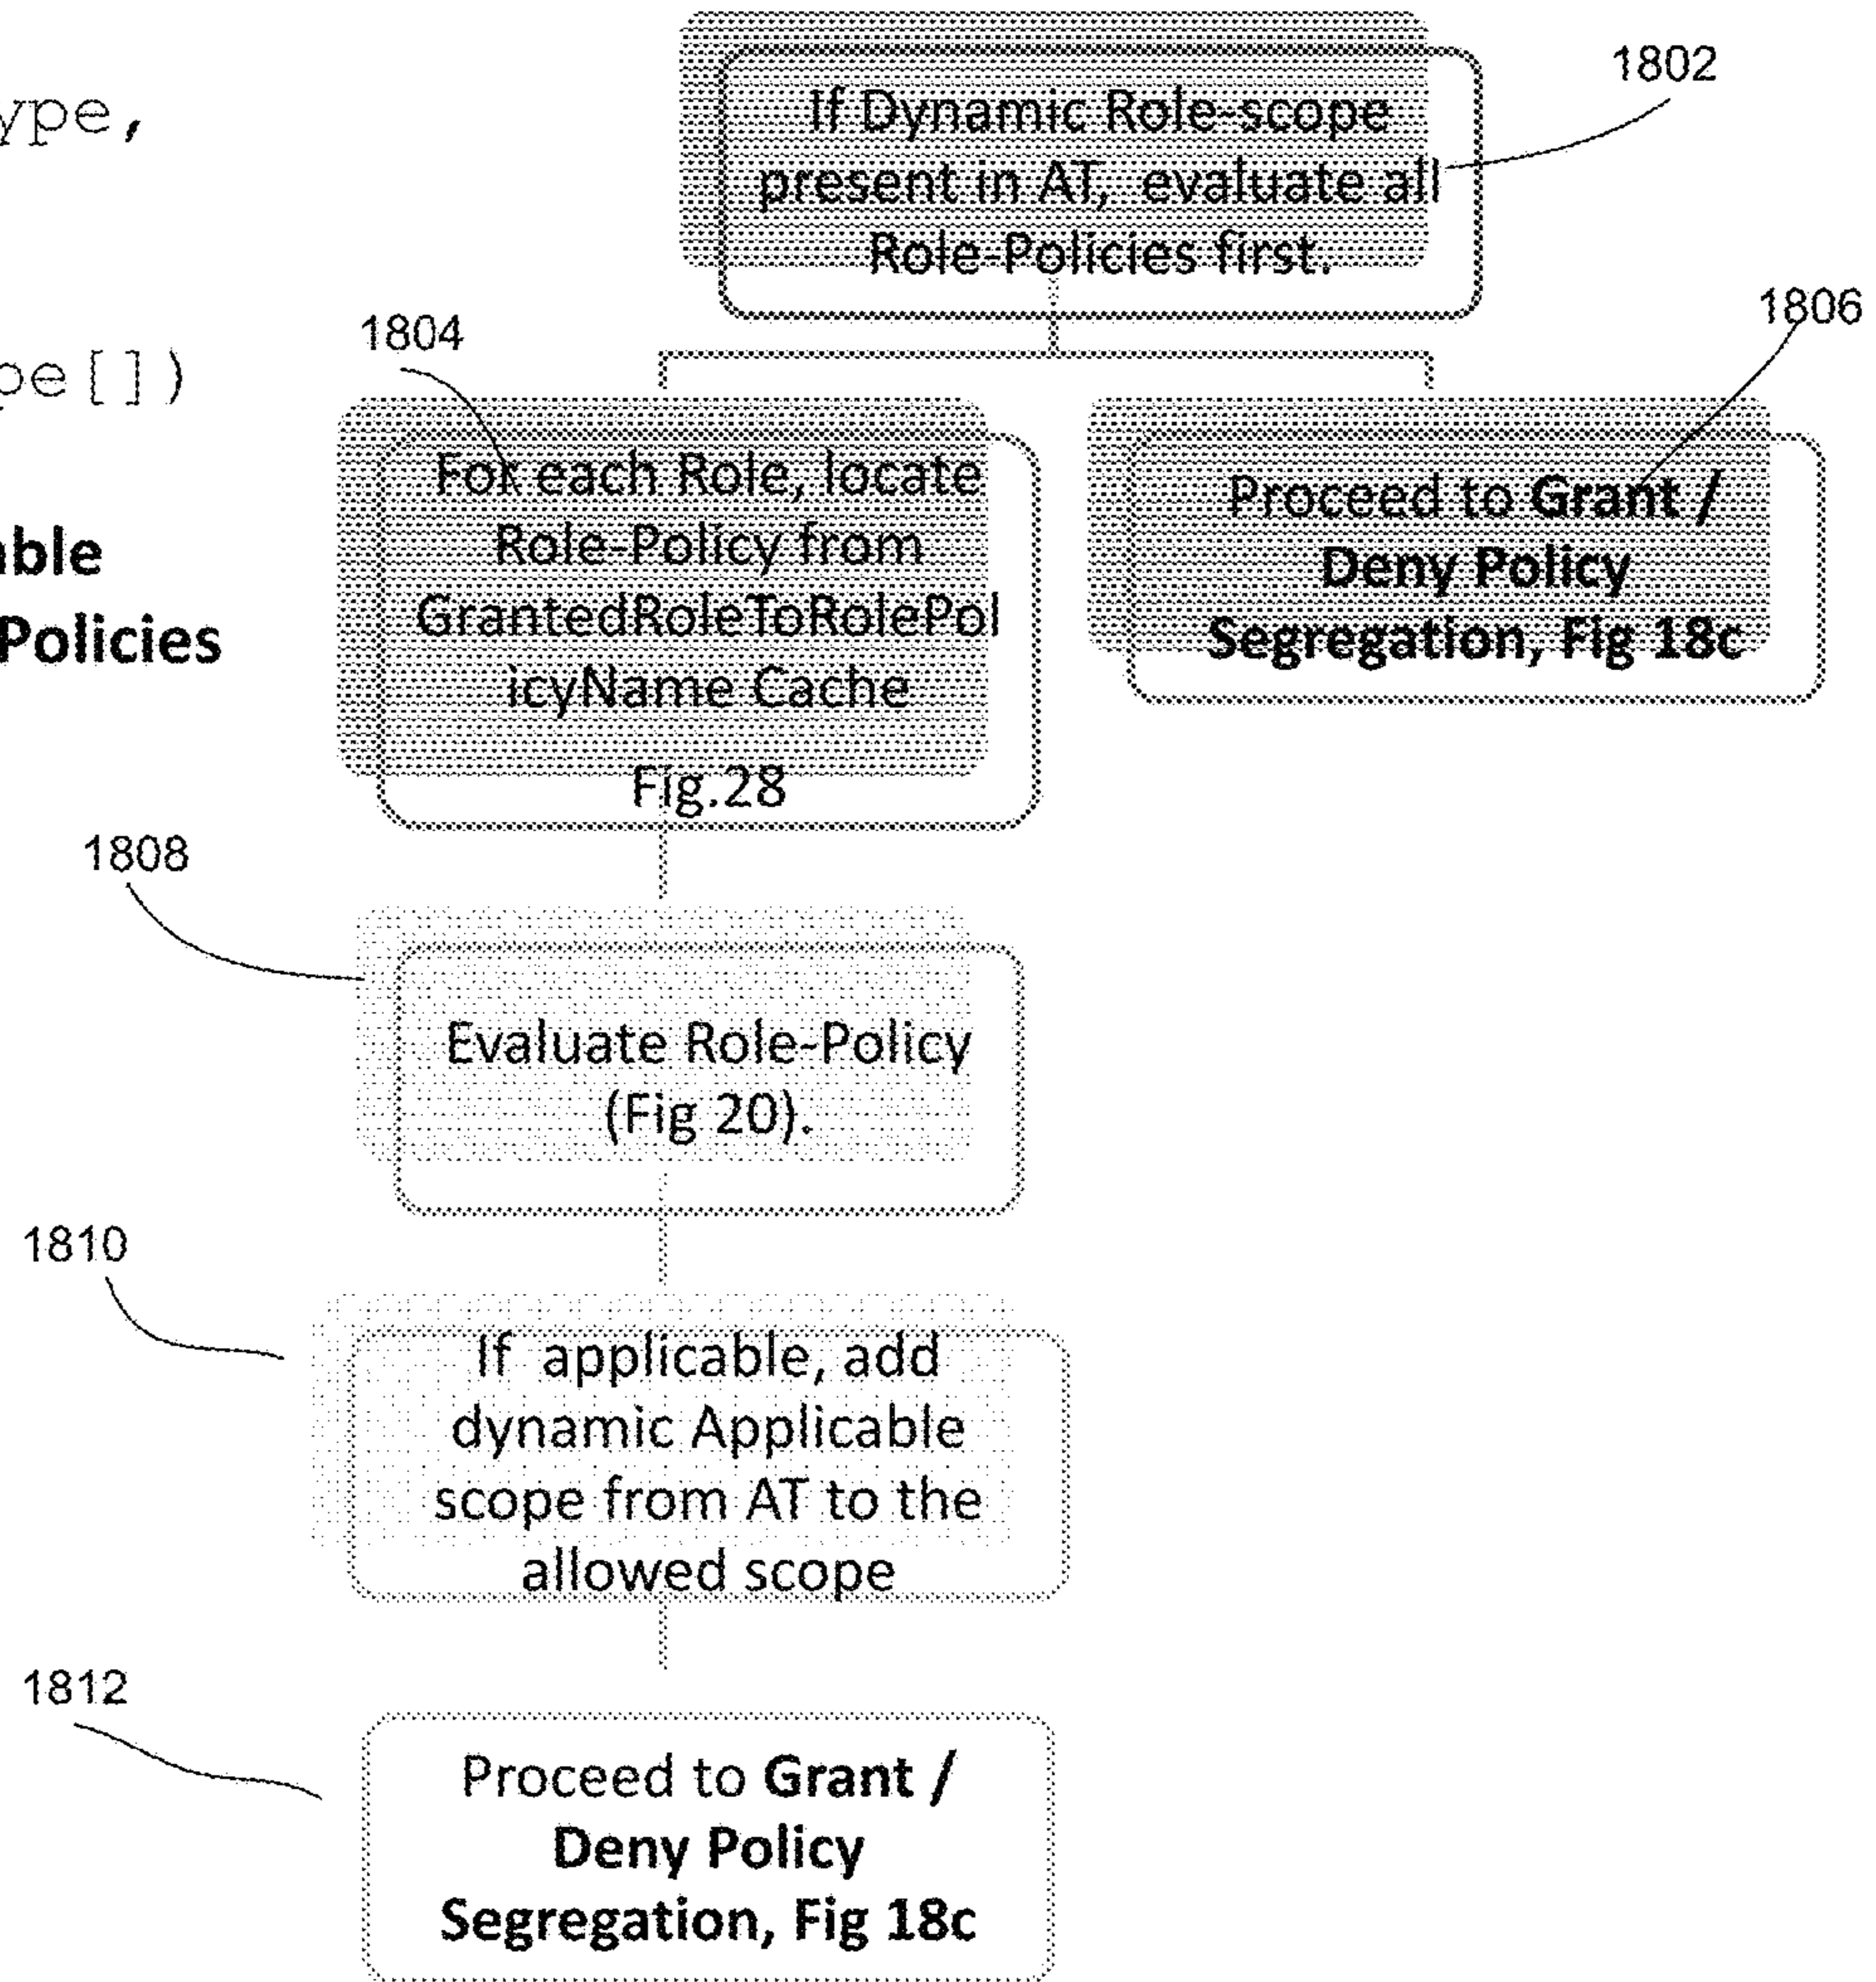 1802
If Dynamic Role-scope
present in AT, evaluate all
Role-Policies first.
ype,
pe[])
able
Policies
1804
For each Role, locate
Role-Policy from
GrantedRoleToRolePol
icyName Cache
Fig.28
1806
Proceed to Grant /
Deny Policy
Segregation, Fig 18c
1808
Evaluate Role-Policy
(Fig 20).
1810
If applicable, add
dynamic Applicable
scope from AT to the
allowed scope
1812
Proceed to Grant /
Deny Policy
Segregation, Fig 18c